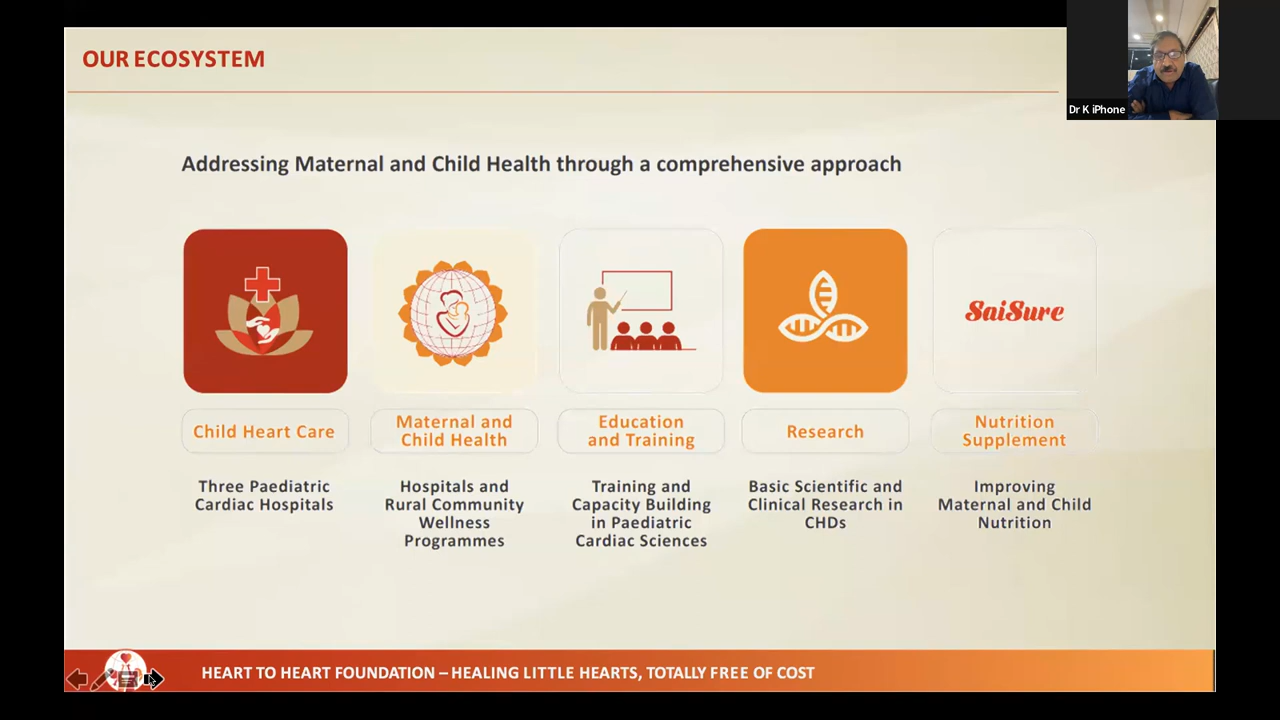 OUR ECOSYSTEM
Dr K iPhone
Addressing Maternal and Child Health through a comprehensive approach
SaiSure
Child Heart Care
Maternal and
Child Health
Education
and Training
Research
Nutrition
Supplement
Three Paediatric
Cardiac Hospitals
Hospitals and
Rural Community
Wellness
Programmes
Training and
Capacity Building
in Paediatric
Cardiac Sciences
Basic Scientific and
Clinical Research in
CHDs
Improving
Maternal and Child
Nutrition
HEART TO HEART FOUNDATION – HEALING LITTLE HEARTS, TOTALLY FREE OF COST